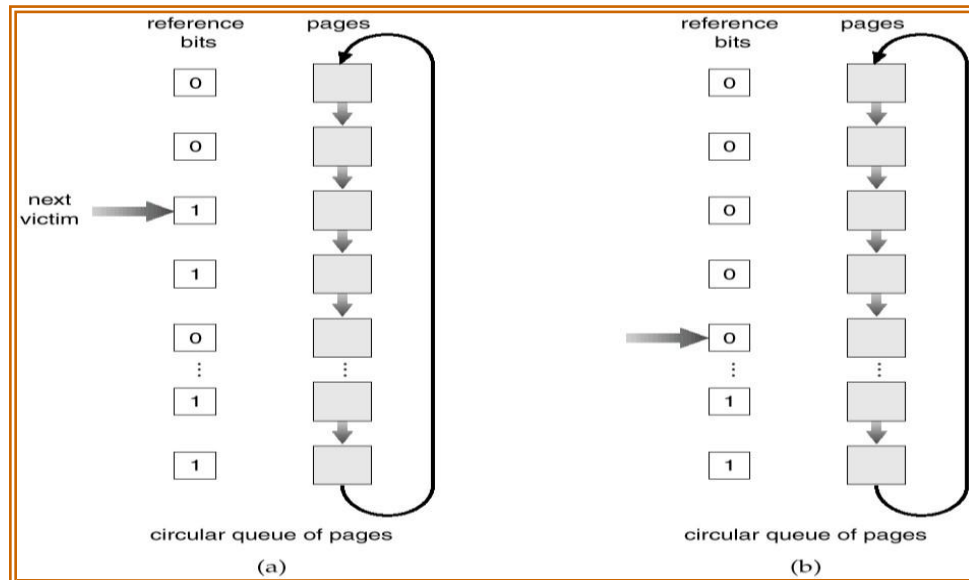 reference bits
pages
0
0
next victim
1
1
0
⋮ ⋮
1
1
circular queue of pages
(a)
reference bits
pages
0
0
0
0
0
⋮ ⋮
1
1
circular queue of pages
(b)